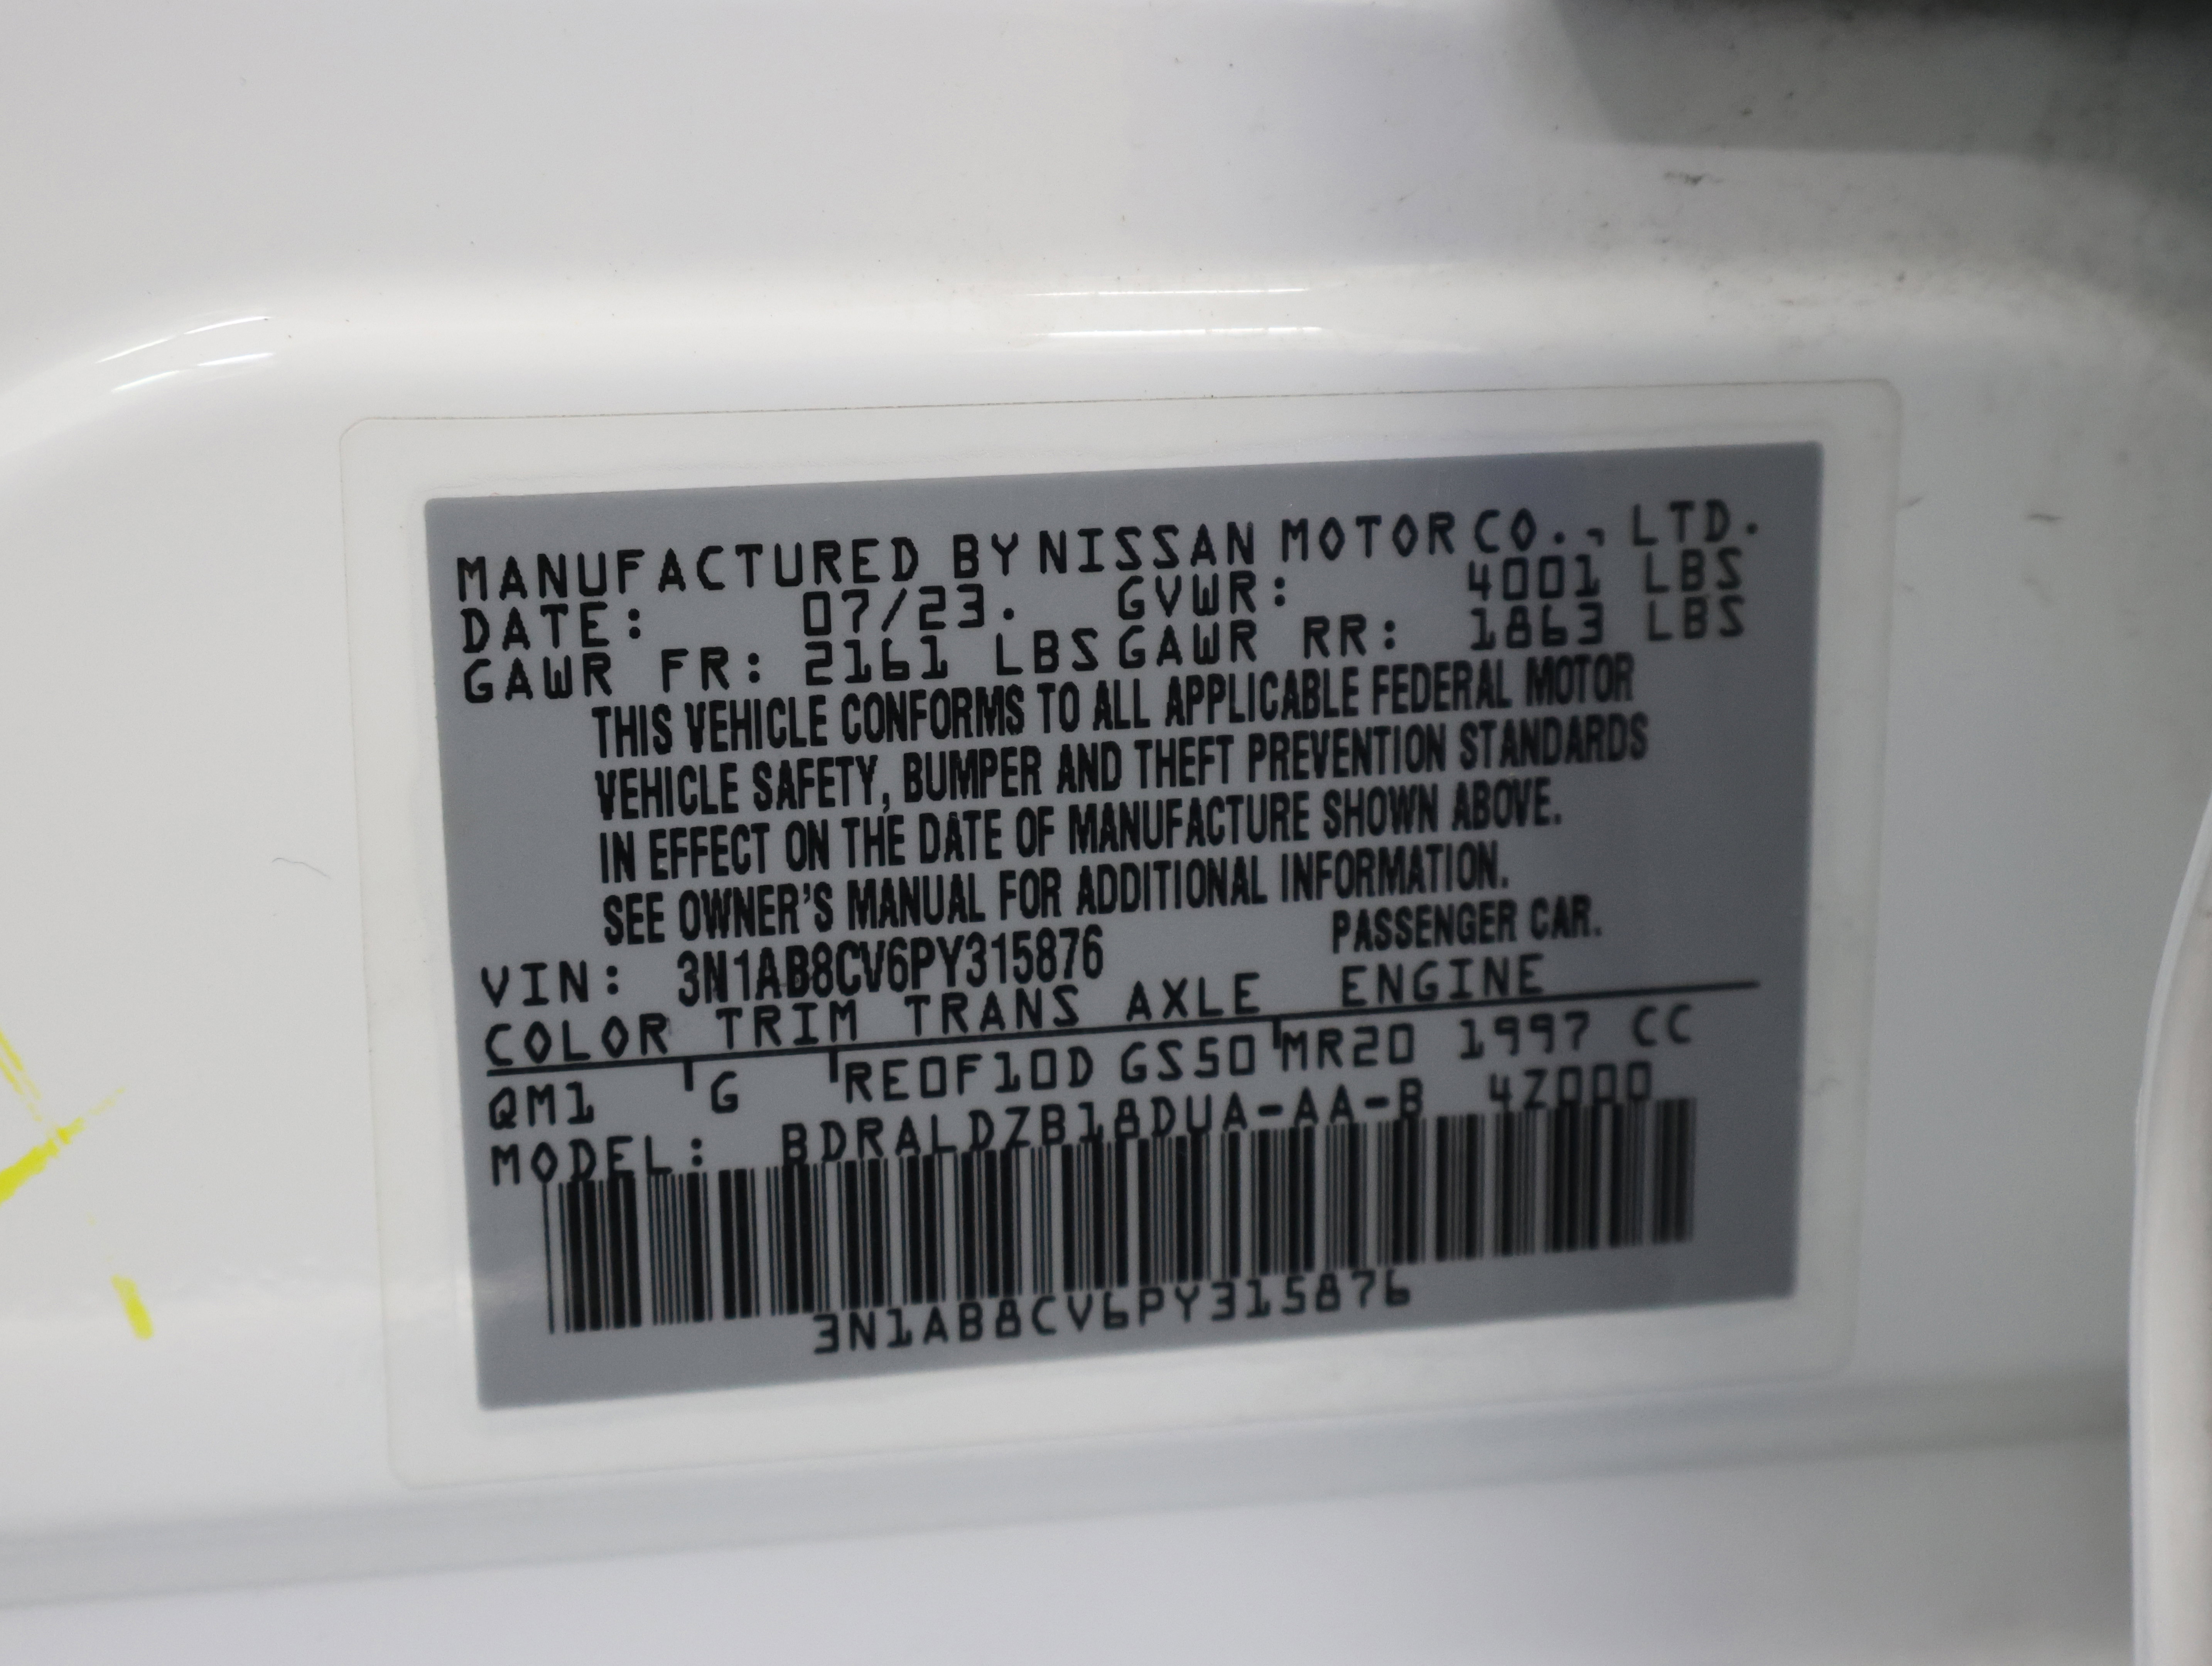 MANUFACTURED BY NISSAN MOTOR CO., LTD.
DATE: 07/23. GVWR: 4001 LBS
GAWR FR: 2161 LBS GAWR RR: 1863 LBS
THIS VEHICLE CONFORMS TO ALL APPLICABLE FEDERAL MOTOR
VEHICLE SAFETY, BUMPER AND THEFT PREVENTION STANDARDS
IN EFFECT ON THE DATE OF MANUFACTURE SHOWN ABOVE.
SEE OWNER'S MANUAL FOR ADDITIONAL INFORMATION.
PASSENGER CAR.
VIN: 3N1AB8CV6PY315876
COLOR TRIM TRANS AXLE ENGINE
QM1 G RE0F10D GS50 MR20 1997 CC
MODEL: BDRALDZB18DUA-AA-B 4Z000
3N1AB8CV6PY315876